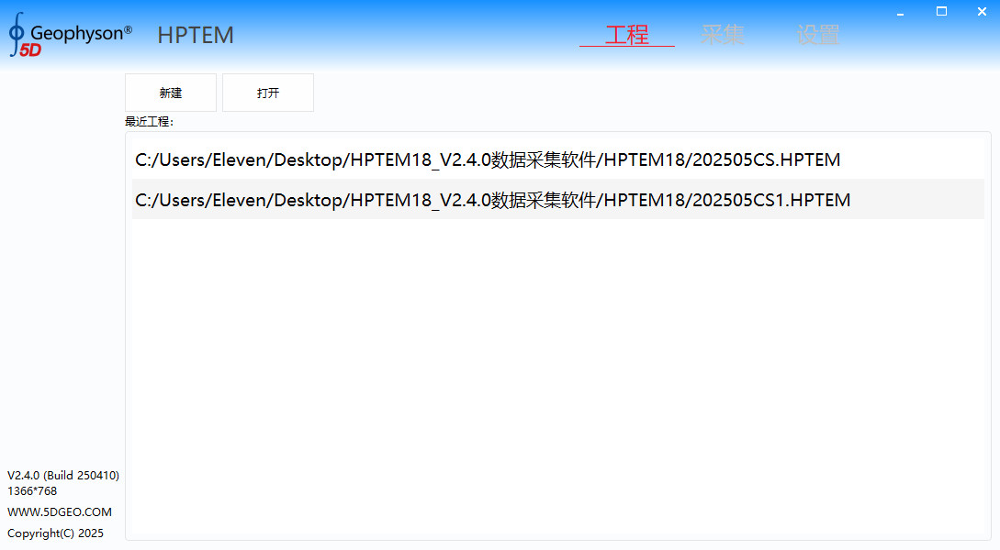 Geophyson® HPTEM 工程 采集 设置
5D
新建 打开
最近工程:
C:/Users/Eleven/Desktop/HPTEM18_V2.4.0数据采集软件/HPTEM18/202505CS.HPTEM
C:/Users/Eleven/Desktop/HPTEM18_V2.4.0数据采集软件/HPTEM18/202505CS1.HPTEM
V2.4.0 (Build 250410)
1366*768
WWW.5DGEO.COM
Copyright(C) 2025